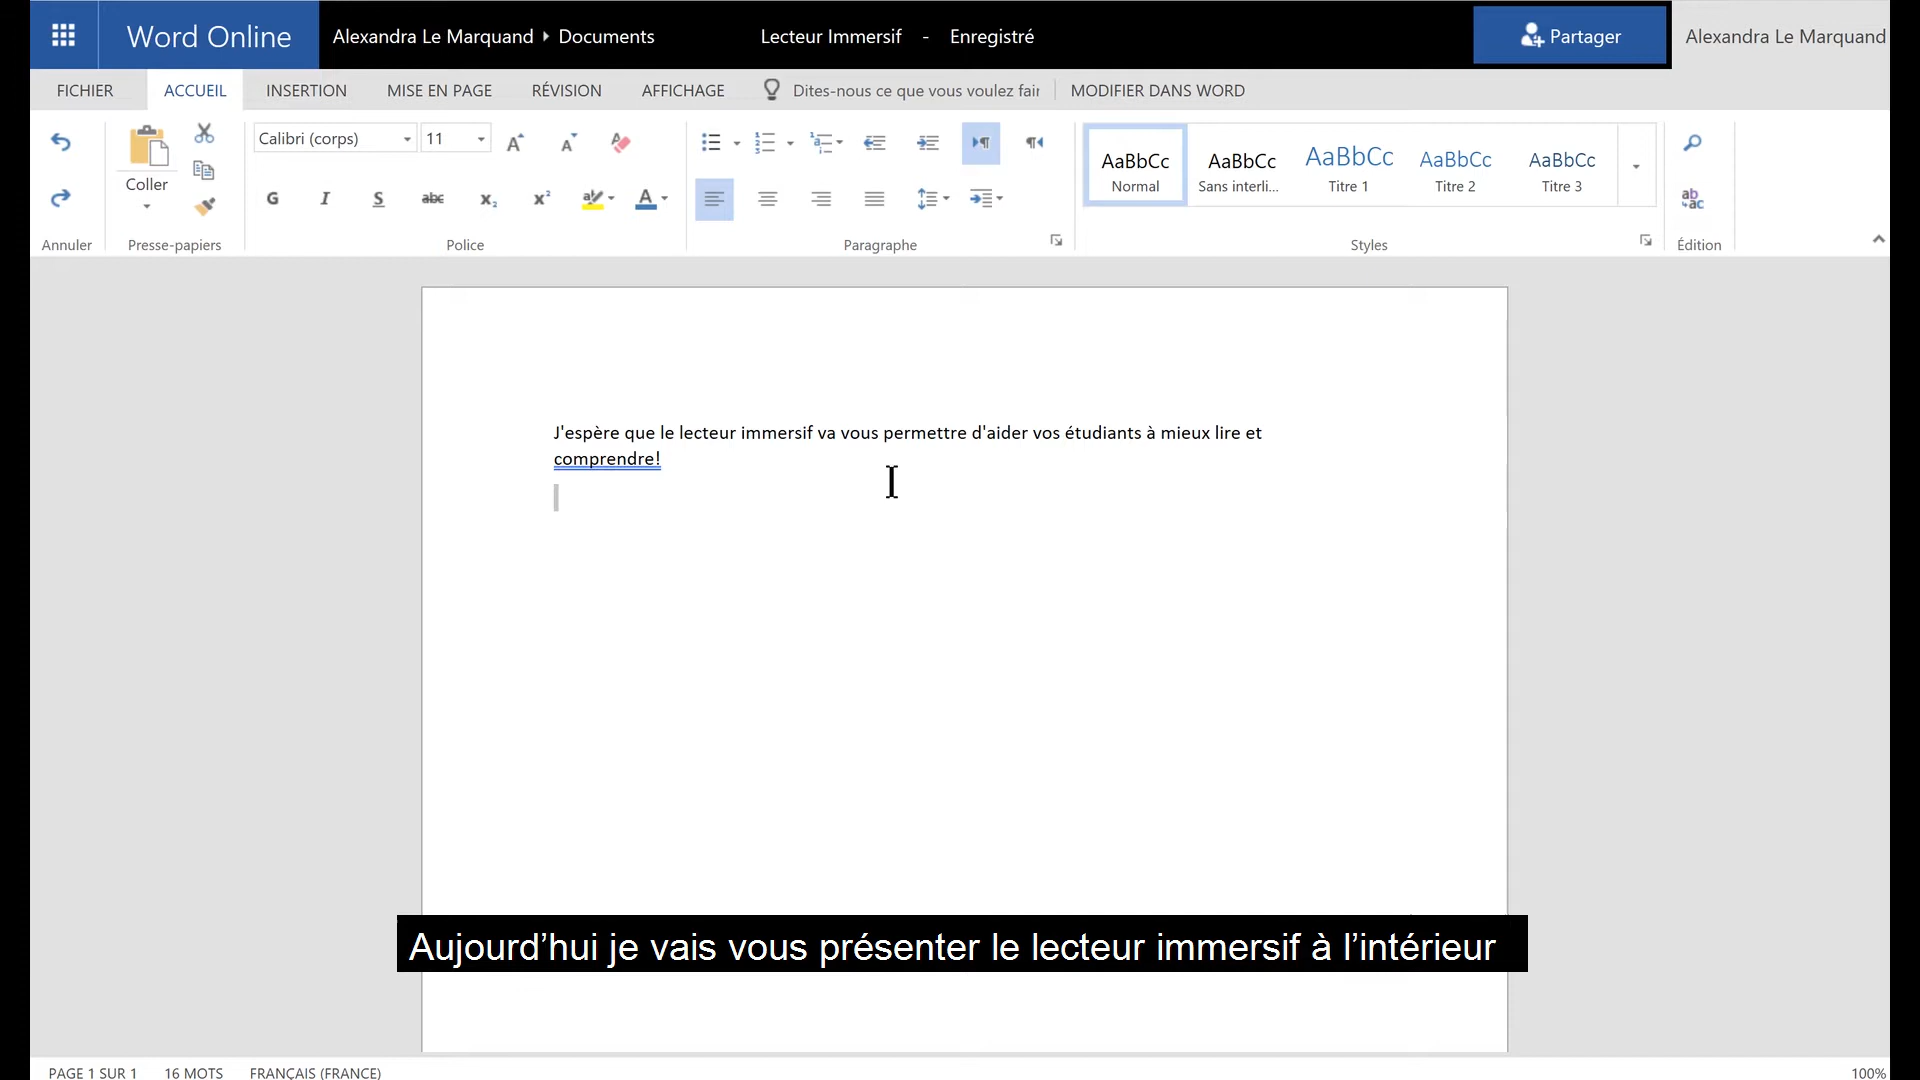 Word Online
Alexandra Le Marquand Documents
Lecteur Immersif - Enregistré
Partager
Alexandra Le Marquand
FICHIER ACCUEIL INSERTION MISE EN PAGE RÉVISION AFFICHAGE Dites-nous ce que vous voulez fair MODIFIER DANS WORD
Annuler
Coller
Presse-papiers
Calibri (corps) 11
G I S abc x₂ x² A
Police
Paragraphe
AaBbCc AaBbCc AaBbCc AaBbCc AaBbCc
Normal Sans interli... Titre 1 Titre 2 Titre 3
Styles
Édition
J'espère que le lecteur immersif va vous permettre d'aider vos étudiants à mieux lire et
comprendre!
Aujourd’hui je vais vous présenter le lecteur immersif à l’intérieur
PAGE 1 SUR 1 16 MOTS FRANÇAIS (FRANCE) 100%